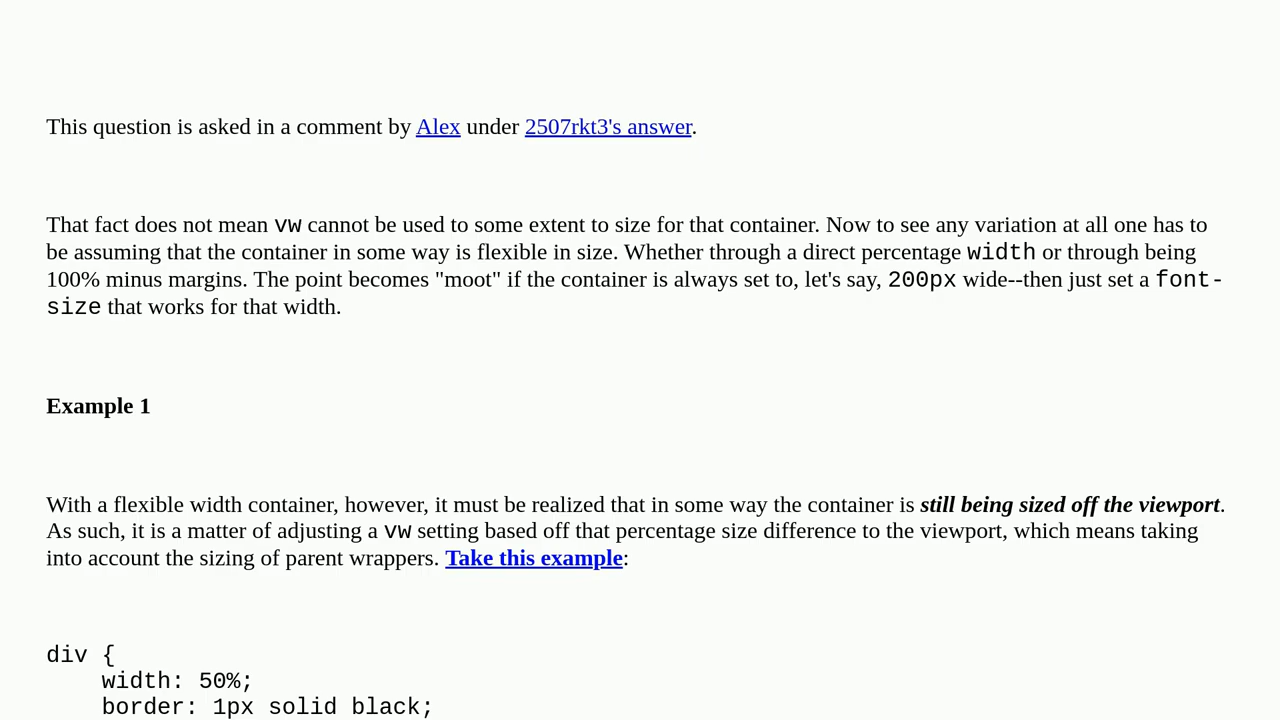 This question is asked in a comment by Alex under 2507rkt3's answer.
That fact does not mean vw cannot be used to some extent to size for that container. Now to see any variation at all one has to
be assuming that the container in some way is flexible in size. Whether through a direct percentage width or through being
100% minus margins. The point becomes "moot" if the container is always set to, let's say, 200px wide--then just set a font-
size that works for that width.
Example 1
With a flexible width container, however, it must be realized that in some way the container is still being sized off the viewport.
As such, it is a matter of adjusting a vw setting based off that percentage size difference to the viewport, which means taking
into account the sizing of parent wrappers. Take this example:
div {
    width: 50%;
    border: 1px solid black;